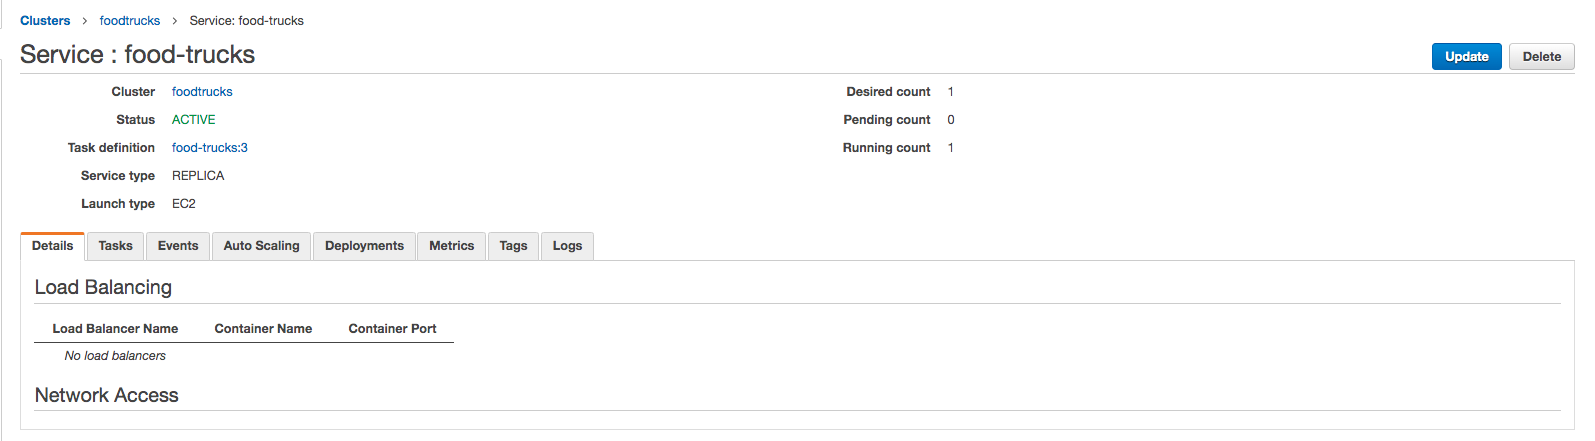 Clusters > foodtrucks > Service: food-trucks
Service : food-trucks
Update Delete
Cluster foodtrucks Desired count 1
Status ACTIVE Pending count 0
Task definition food-trucks:3 Running count 1
Service type REPLICA
Launch type EC2
Details Tasks Events Auto Scaling Deployments Metrics Tags Logs
Load Balancing
Load Balancer Name Container Name Container Port
No load balancers
Network Access